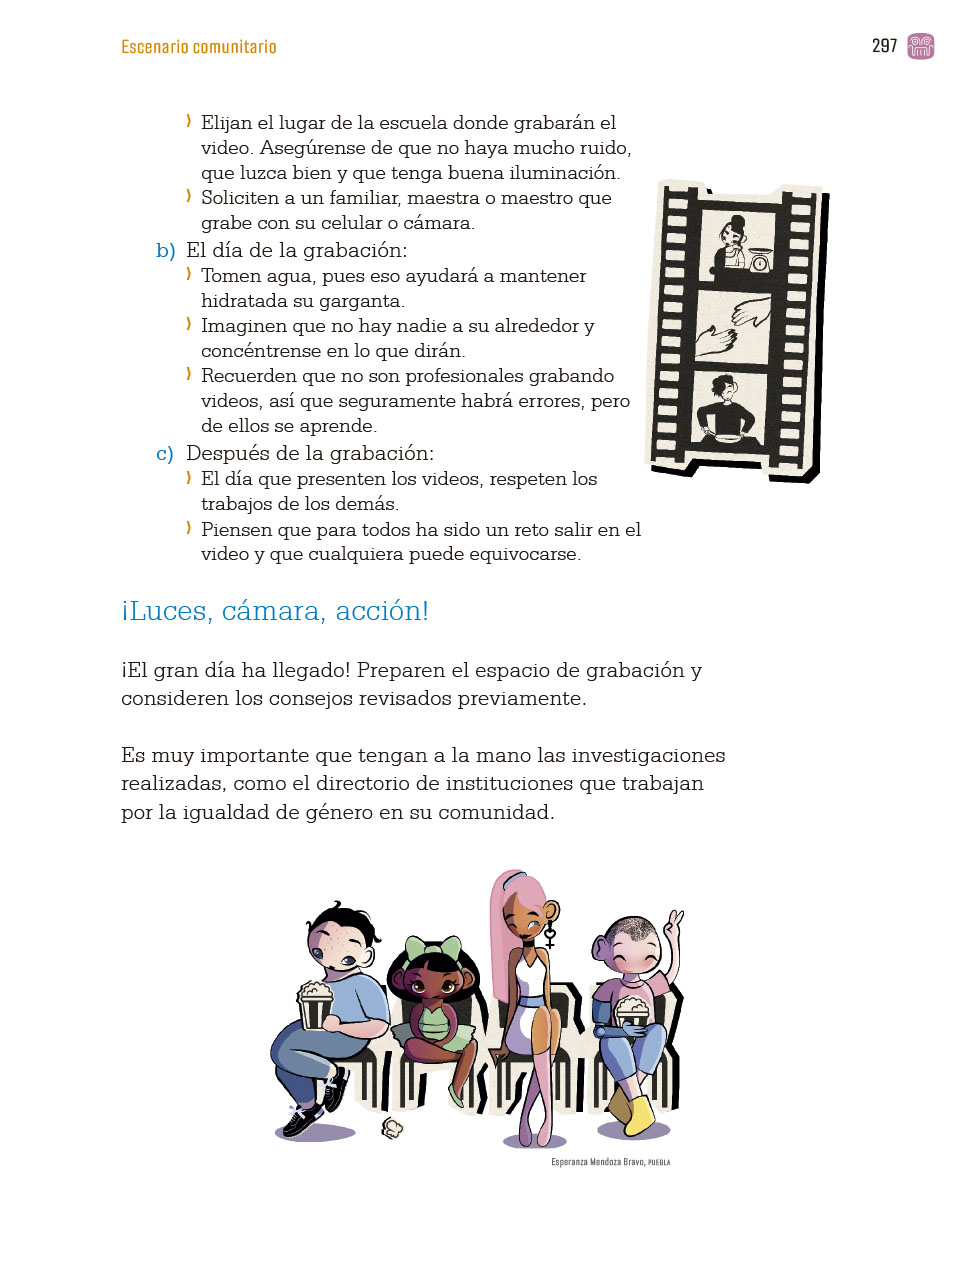 Escenario comunitario
297
⟩ Elijan el lugar de la escuela donde grabarán el
video. Asegúrense de que no haya mucho ruido,
que luzca bien y que tenga buena iluminación.
⟩ Soliciten a un familiar, maestra o maestro que
grabe con su celular o cámara.
b) El día de la grabación:
⟩ Tomen agua, pues eso ayudará a mantener
hidratada su garganta.
⟩ Imaginen que no hay nadie a su alrededor y
concéntrense en lo que dirán.
⟩ Recuerden que no son profesionales grabando
videos, así que seguramente habrá errores, pero
de ellos se aprende.
c) Después de la grabación:
⟩ El día que presenten los videos, respeten los
trabajos de los demás.
⟩ Piensen que para todos ha sido un reto salir en el
video y que cualquiera puede equivocarse.
¡Luces, cámara, acción!
¡El gran día ha llegado! Preparen el espacio de grabación y
consideren los consejos revisados previamente.
Es muy importante que tengan a la mano las investigaciones
realizadas, como el directorio de instituciones que trabajan
por la igualdad de género en su comunidad.
Esperanza Mendoza Bravo, PUEBLA